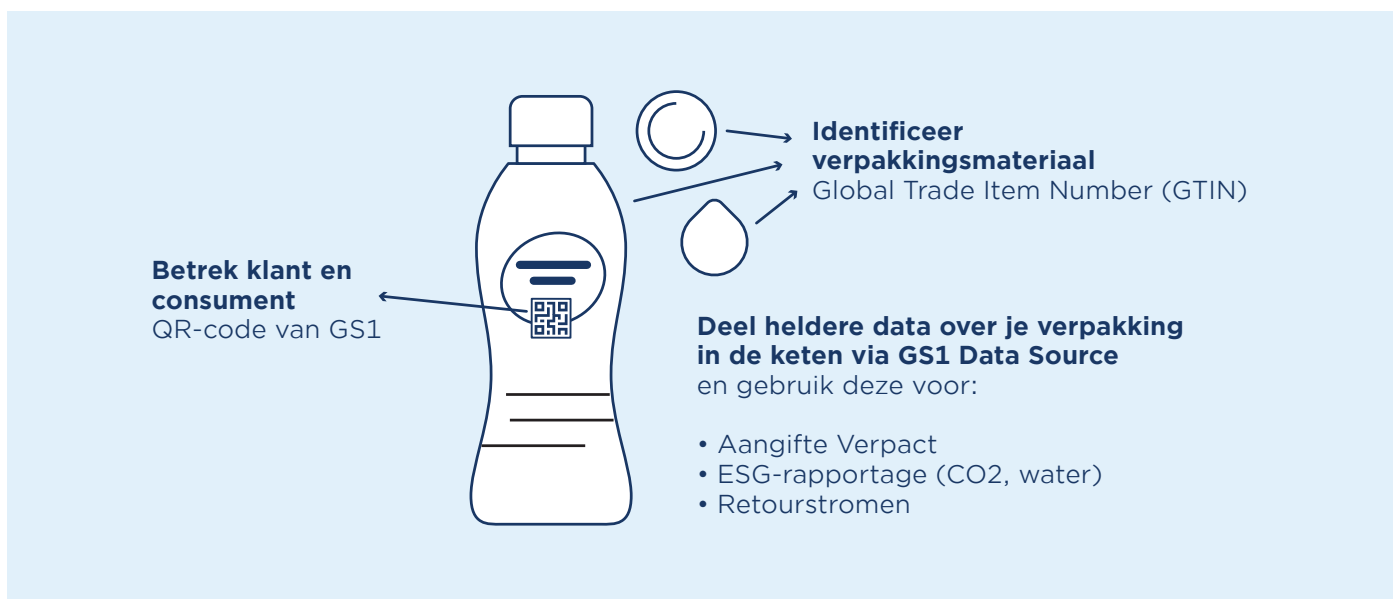 Identificeer
verpakkingsmateriaal
Global Trade Item Number (GTIN)
Betrek klant en
consument
QR-code van GS1
Deel heldere data over je verpakking
in de keten via GS1 Data Source
en gebruik deze voor:
• Aangifte Verpact
• ESG-rapportage (CO2, water)
• Retourstromen